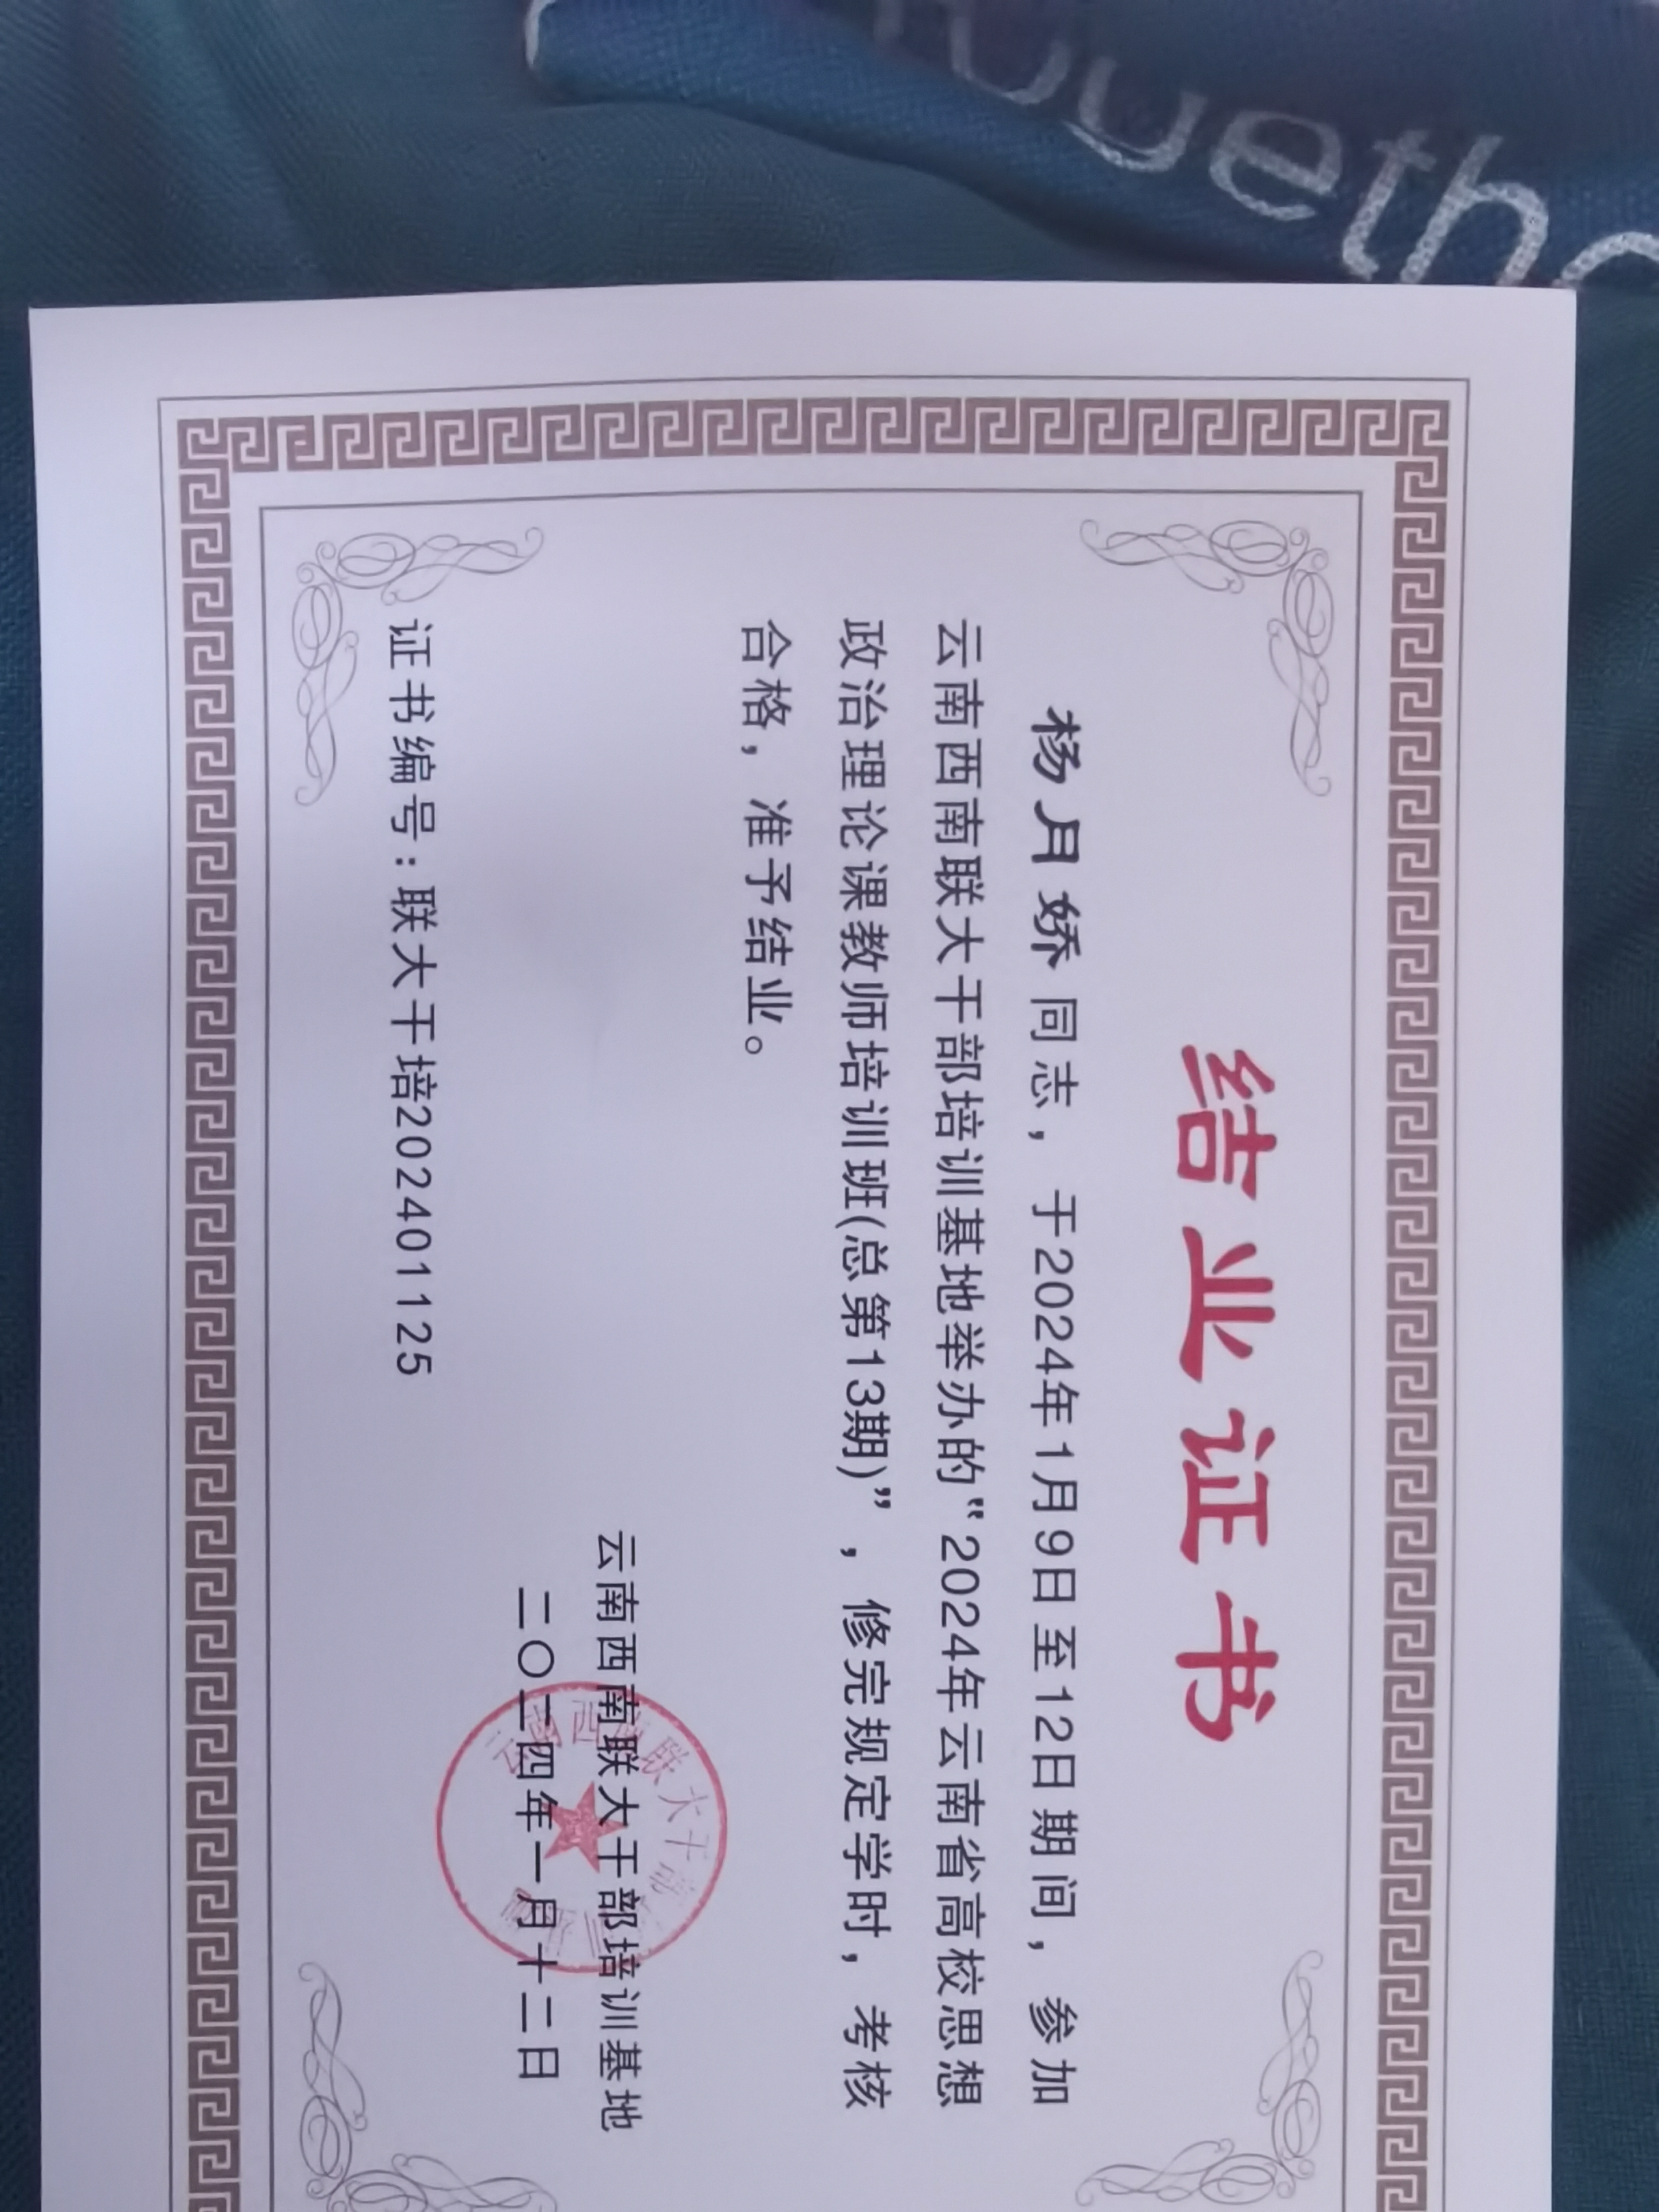 结业证书
杨月娇同志，于2024年1月9日至12日期间，参加
云南西南联大干部培训基地举办的“2024年云南省高校思想
政治理论课教师培训班(总第13期)”，修完规定学时，考核
合格，准予结业。
云南西南联大干部培训基地
二〇二四年一月十二日
证书编号：联大干培202401125